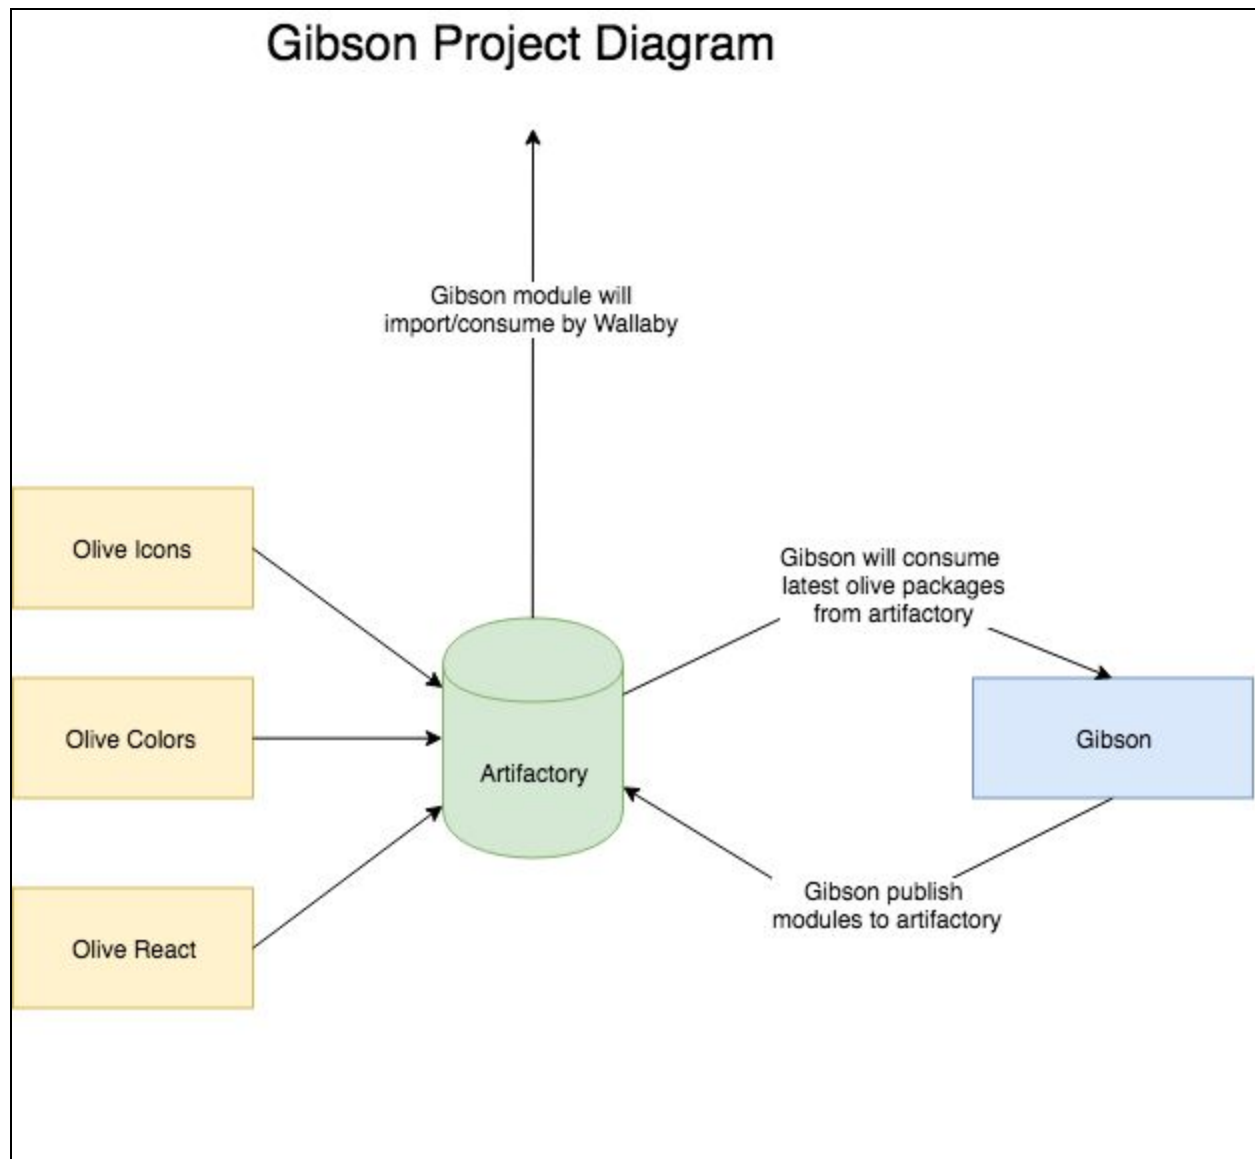 Gibson Project Diagram
Gibson module will
import/consume by Wallaby
Olive Icons
Gibson will consume
latest olive packages
from artifactory
Olive Colors
Artifactory
Gibson
Olive React
Gibson publish
modules to artifactory